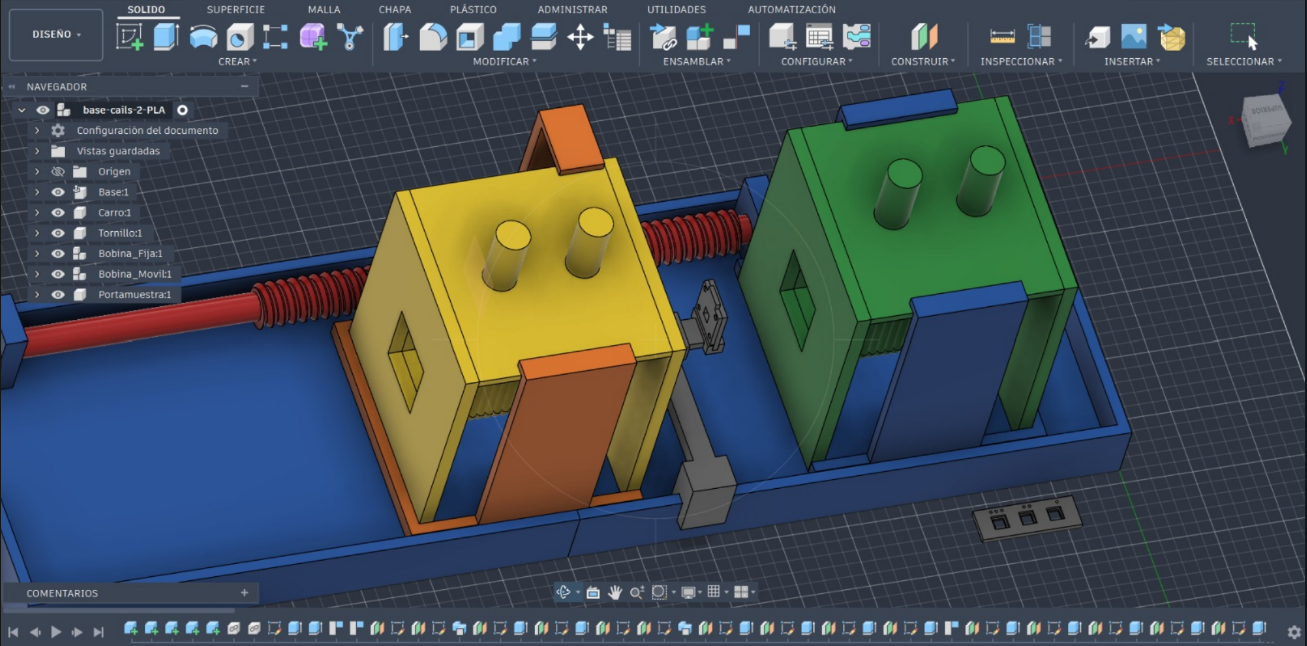 SOLIDO SUPERFICIE MALLA CHAPA PLÁSTICO ADMINISTRAR UTILIDADES AUTOMATIZACIÓN
DISEÑO
CREAR MODIFICAR ENSAMBLAR CONFIGURAR CONSTRUIR INSPECCIONAR INSERTAR SELECCIONAR
NAVEGADOR
base-cails-2-PLA
Configuración del documento
Vistas guardadas
Origen
Base:1
Carro:1
Tornillo:1
Bobina_Fija:1
Bobina_Movil:1
Portamuestra:1
COMENTARIOS